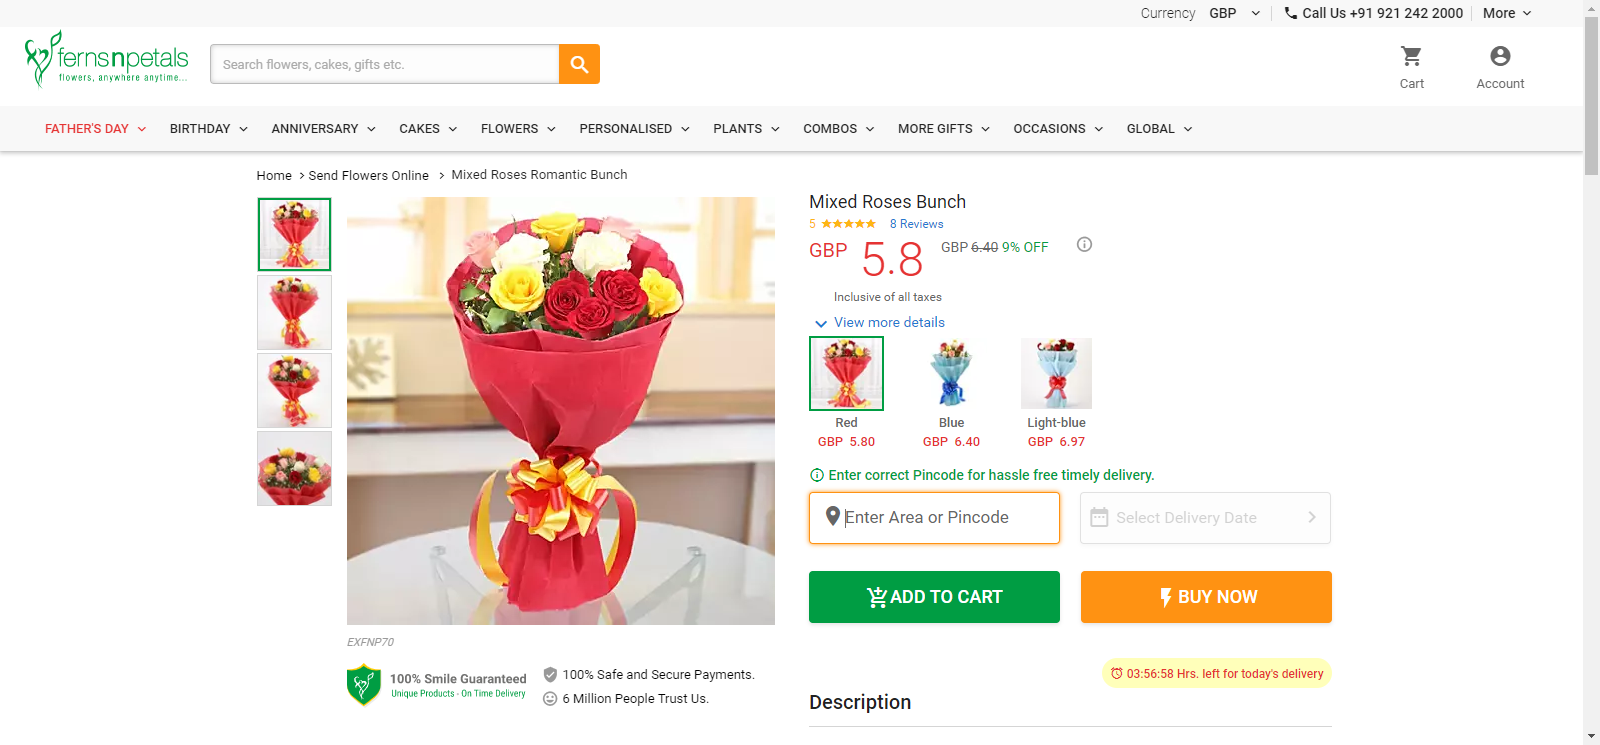 Currency GBP Call Us +91 921 242 2000 More
fernsnpetals
flowers, anywhere anytime...
Search flowers, cakes, gifts etc.
Cart Account
FATHER'S DAY BIRTHDAY ANNIVERSARY CAKES FLOWERS PERSONALISED PLANTS COMBOS MORE GIFTS OCCASIONS GLOBAL
Home > Send Flowers Online > Mixed Roses Romantic Bunch
Mixed Roses Bunch
5 ★★★★★ 8 Reviews
GBP 5.8 GBP 6.40 9% OFF
Inclusive of all taxes
View more details
Red Blue Light-blue
GBP 5.80 GBP 6.40 GBP 6.97
Enter correct Pincode for hassle free timely delivery.
Enter Area or Pincode Select Delivery Date
ADD TO CART BUY NOW
EXFNP70
100% Smile Guaranteed
Unique Products - On Time Delivery
100% Safe and Secure Payments.
6 Million People Trust Us.
03:56:58 Hrs. left for today's delivery
Description